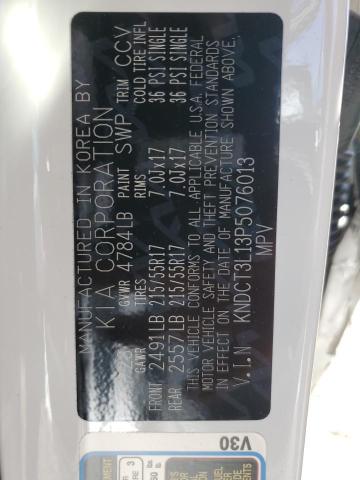 MANUFACTURED IN KOREA BY
KIA CORPORATION
GVWR 4784LB PAINT SWP TRIM CCV
GAWR TIRES RIMS COLD TIRE INFL
FRONT 2491LB 215/55R17 7.0JX17 36 PSI SINGLE
REAR 2557LB 215/55R17 7.0JX17 36 PSI SINGLE
THIS VEHICLE CONFORMS TO ALL APPLICABLE U.S.A. FEDERAL
MOTOR VEHICLE SAFETY AND THEFT PREVENTION STANDARDS
IN EFFECT ON THE DATE OF MANUFACTURE SHOWN ABOVE.
V.I.N KNDCT3L13P5076013
MPV
V30
3